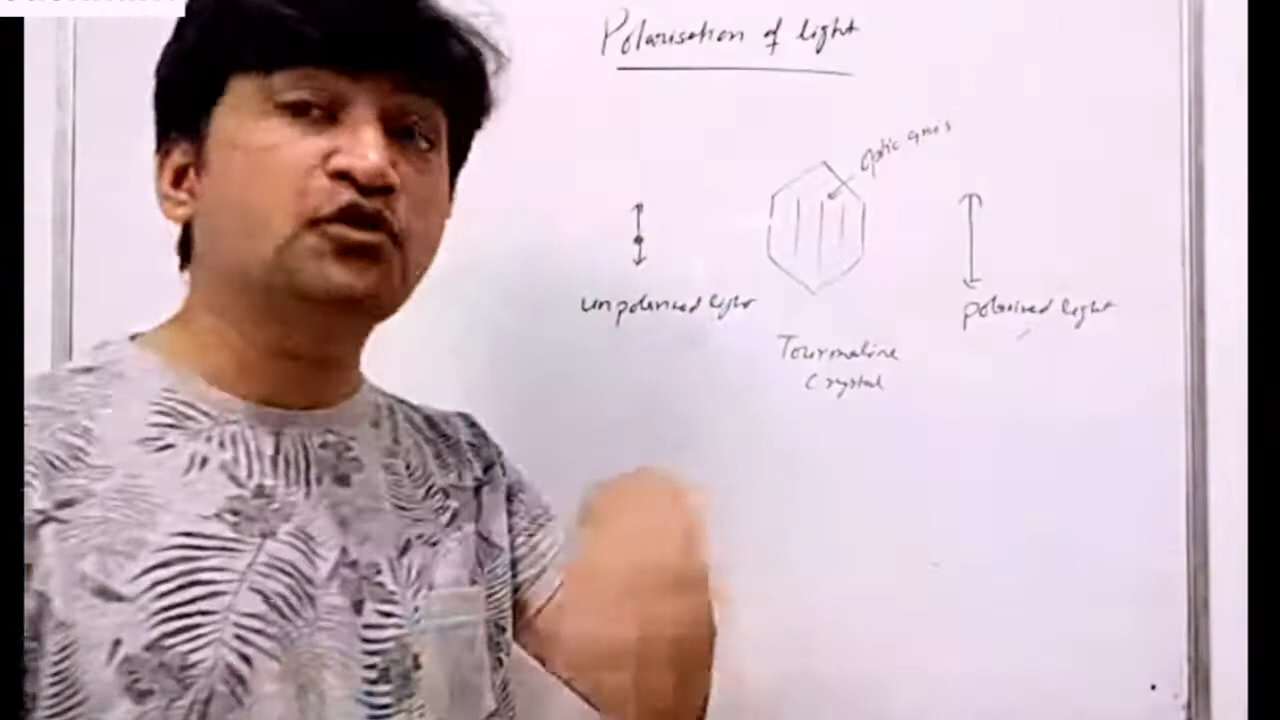 Polarisation of light
optic axis
unpolarised light
polarised light
Tourmaline
Crystal